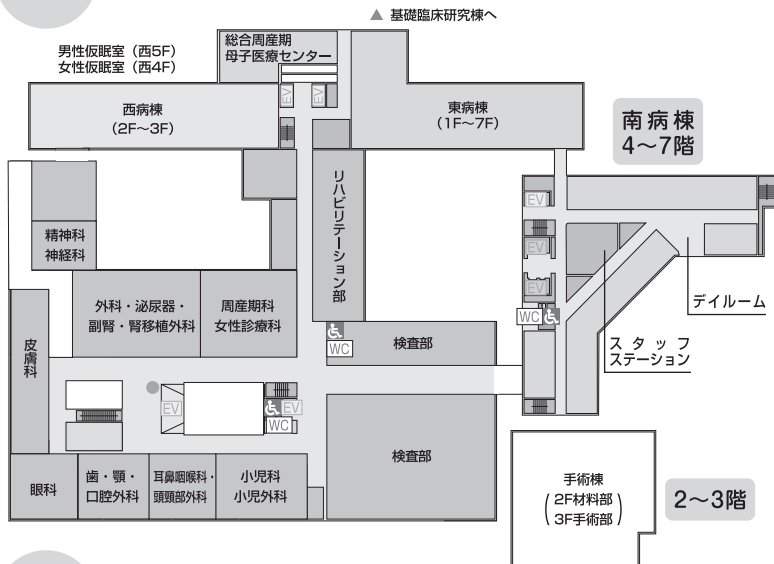 ▲ 基礎臨床研究棟へ
男性仮眠室（西5F）
女性仮眠室（西4F）
総合周産期
母子医療センター
EV
EV
西病棟
（2F〜3F）
東病棟
（1F〜7F）
南病棟
4〜7階
リハビリテーション部
EV
EV
EV
精神科
神経科
外科・泌尿器・
副腎・腎移植外科
周産期科
女性診療科
デイルーム
WC
スタッフ
ステーション
皮膚科
WC
検査部
EV
EV
WC
検査部
眼科
歯・顎・
口腔外科
耳鼻咽喉科・
頭頸部外科
小児科
小児外科
手術棟
（2F材料部
3F手術部）
2〜3階